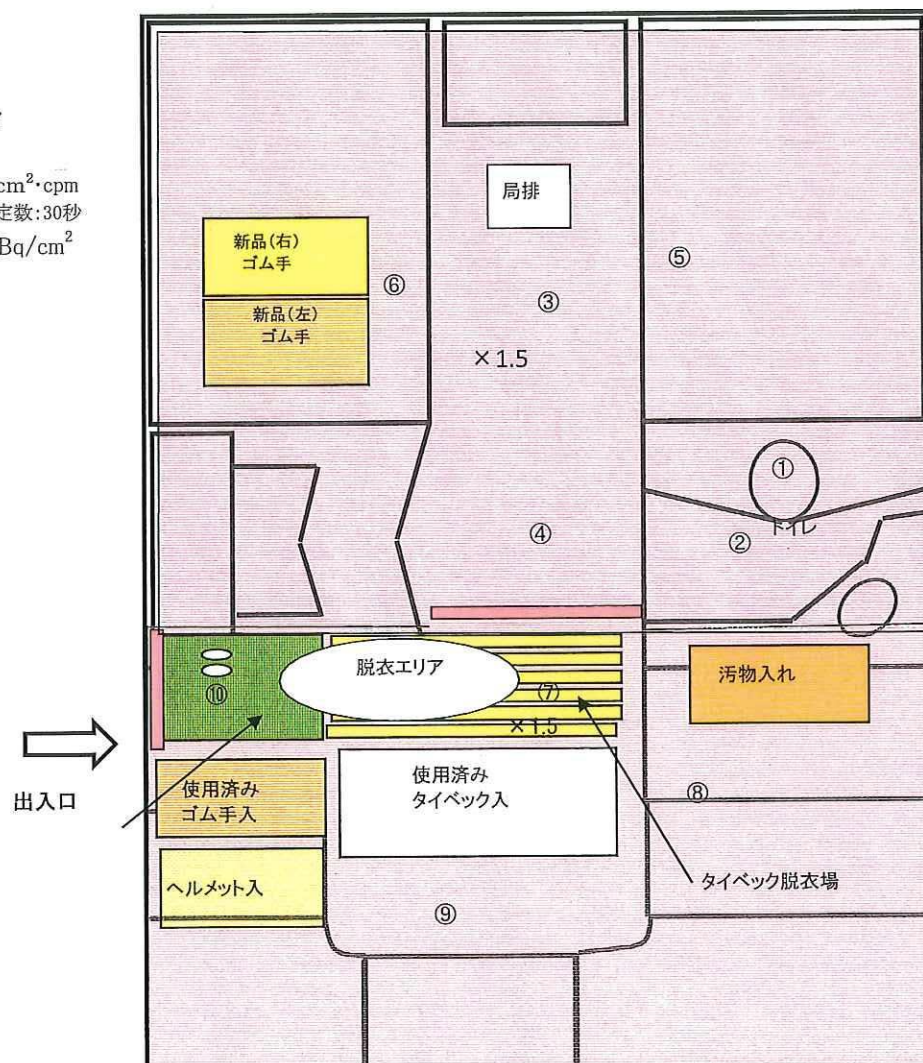 cm²・cpm
定数:30秒
Bq/cm²
局排
新品(右)
ゴム手
⑥
新品(左)
ゴム手
⑤
③
×1.5
①
トイレ
④
②
脱衣エリア
⑦
×1.5
⑩
汚物入れ
出入口
使用済み
ゴム手入
使用済み
タイベック入
⑧
ヘルメット入
タイベック脱衣場
⑨